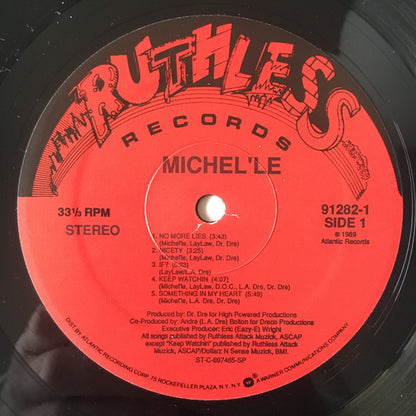 RUTHLESS
RECORDS
MICHEL'LE
33⅓ RPM
STEREO
91282-1
SIDE 1
℗ 1989
Atlantic Records
1. NO MORE LIES (3:43)
(Michel'le, LayLaw, Dr. Dre)
2. NICETY (3:25)
(Michel'le, LayLaw, Dr. Dre)
3. IF? (5:23)
(LayLaw/L.A. Dre)
4. KEEP WATCHIN (4:07)
(Michel'le, LayLaw, D.O.C., L.A. Dre, Dr. Dre)
5. SOMETHING IN MY HEART (5:49)
(Michel'le, L.A. Dre, Dr. Dre)
Produced by: Dr. Dre for High Powered Productions
Co-Produced by: Andre (L.A. Dre) Bolton for Dreco Productions
Executive Producer: Eric (Eazy-E) Wright
All songs published by Ruthless Attack Muzick, ASCAP
except "Keep Watchin" published by Ruthless Attack
Muzick, ASCAP/Dollarz N Sense Muzick, BMI.
ST-C-897465-SP
DIST. BY ATLANTIC RECORDING CORP. 75 ROCKEFELLER PLAZA, N.Y. N.Y. W A WARNER COMMUNICATIONS COMPANY